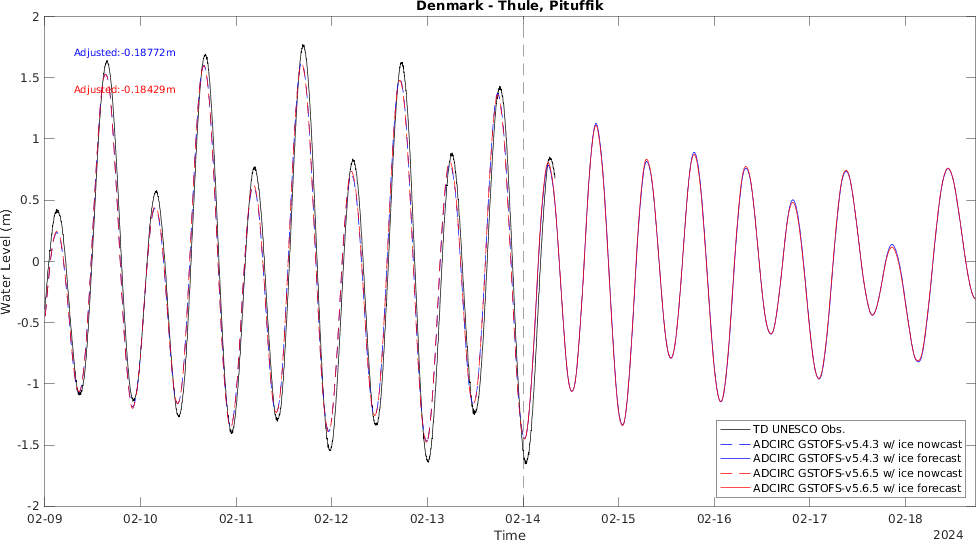 Denmark - Thule, Pituffik
2
1.5
1
0.5
0
-0.5
-1
-1.5
-2
Water Level (m)
Adjusted:-0.18772m
Adjusted:-0.18429m
TD UNESCO Obs.
ADCIRC GSTOFS-v5.4.3 w/ ice nowcast
ADCIRC GSTOFS-v5.4.3 w/ ice forecast
ADCIRC GSTOFS-v5.6.5 w/ ice nowcast
ADCIRC GSTOFS-v5.6.5 w/ ice forecast
02-09 02-10 02-11 02-12 02-13 02-14 02-15 02-16 02-17 02-18
Time
2024